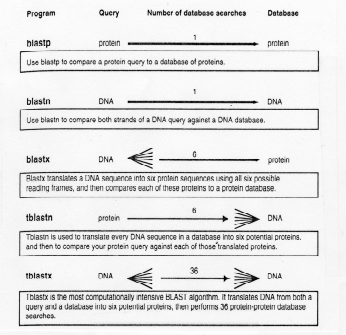 Program Query Number of database searches Database
blastp protein 1 protein
Use blastp to compare a protein query to a database of proteins.
blastn DNA 1 DNA
Use blastn to compare both strands of a DNA query against a DNA database.
blastx DNA 6 protein
Blastx translates a DNA sequence into six protein sequences using all six possible
reading frames, and then compares each of these proteins to a protein database.
tblastn protein 6 DNA
Tblastn is used to translate every DNA sequence in a database into six potential proteins,
and then to compare your protein query against each of those translated proteins.
tblastx DNA 36 DNA
Tblastx is the most computationally intensive BLAST algorithm. It translates DNA from both a
query and a database into six potential proteins, then performs 36 protein-protein database
searches.